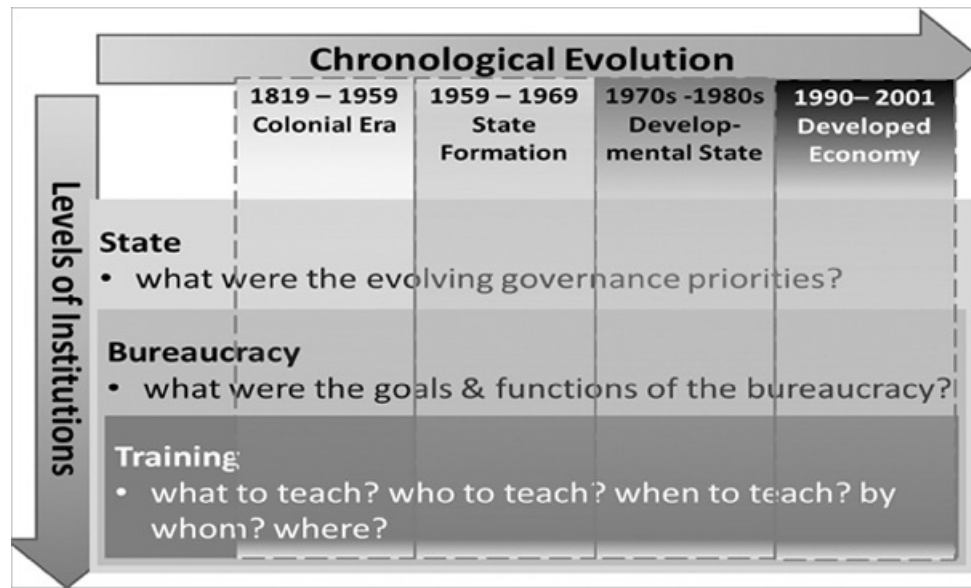 Chronological Evolution
1819 – 1959
Colonial Era
1959 – 1969
State
Formation
1970s -1980s
Develop-
mental State
1990– 2001
Developed
Economy
Levels of Institutions
State
• what were the evolving governance priorities?
Bureaucracy
• what were the goals & functions of the bureaucracy?
Training
• what to teach? who to teach? when to teach? by
whom? where?